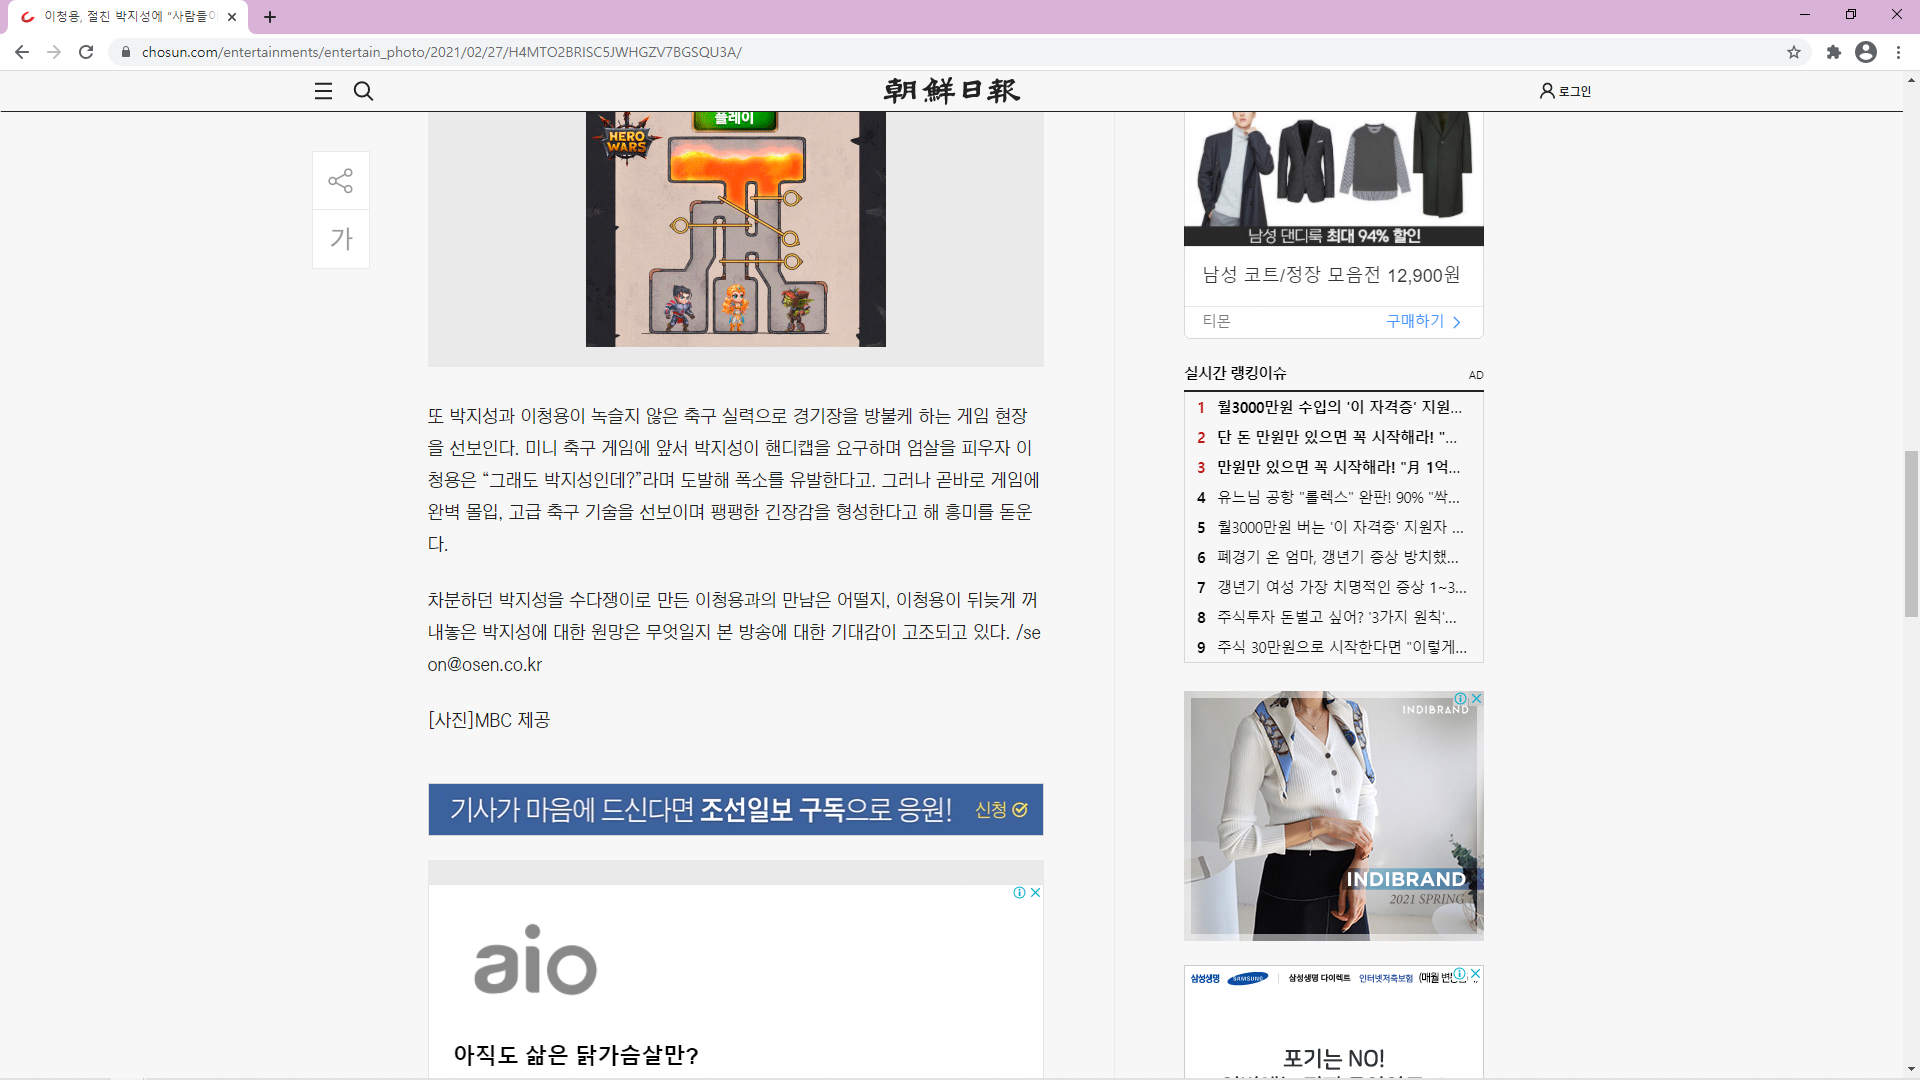 이청용, 절친 박지성에 “사람들이
chosun.com/entertainments/entertain_photo/2021/02/27/H4MTO2BRISC5JWHGZV7BGSQU3A/
朝鮮日報
로그인
가
플레이
HERO
WARS
또 박지성과 이청용이 녹슬지 않은 축구 실력으로 경기장을 방불케 하는 게임 현장
을 선보인다. 미니 축구 게임에 앞서 박지성이 핸디캡을 요구하며 엄살을 피우자 이
청용은 “그래도 박지성인데?”라며 도발해 폭소를 유발한다고. 그러나 곧바로 게임에
완벽 몰입, 고급 축구 기술을 선보이며 팽팽한 긴장감을 형성한다고 해 흥미를 돋운
다.
차분하던 박지성을 수다쟁이로 만든 이청용과의 만남은 어떨지, 이청용이 뒤늦게 꺼
내놓은 박지성에 대한 원망은 무엇일지 본 방송에 대한 기대감이 고조되고 있다. /se
on@osen.co.kr
[사진]MBC 제공
기사가 마음에 드신다면 조선일보 구독으로 응원! 신청
aio
아직도 삶은 닭가슴살만?
남성 댄디룩 최대 94% 할인
남성 코트/정장 모음전 12,900원
티몬 구매하기
실시간 랭킹이슈 AD
1 월3000만원 수입의 '이 자격증' 지원...
2 단 돈 만원만 있으면 꼭 시작해라! "...
3 만원만 있으면 꼭 시작해라! "月 1억...
4 유느님 공항 "롤렉스" 완판! 90% "싹...
5 월3000만원 버는 '이 자격증' 지원자 ...
6 폐경기 온 엄마, 갱년기 증상 방치했...
7 갱년기 여성 가장 치명적인 증상 1~3...
8 주식투자 돈벌고 싶어? '3가지 원칙'...
9 주식 30만원으로 시작한다면 "이렇게...
INDIBRAND
INDIBRAND
2021 SPRING
삼성생명 SAMSUNG 삼성생명 다이렉트 인터넷저축보험 (매월 변
포기는 NO!